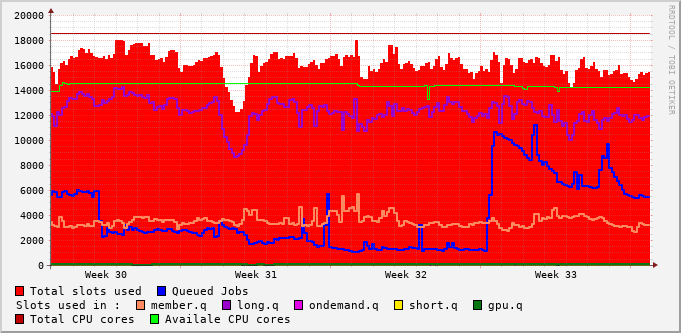 20000
18000
16000
14000
12000
10000
8000
6000
4000
2000
0
Week 30 Week 31 Week 32 Week 33
RRDTOOL / TOBI OETIKER
Total slots used Queued Jobs
Slots used in : member.q long.q ondemand.q short.q gpu.q
Total CPU cores Availale CPU cores